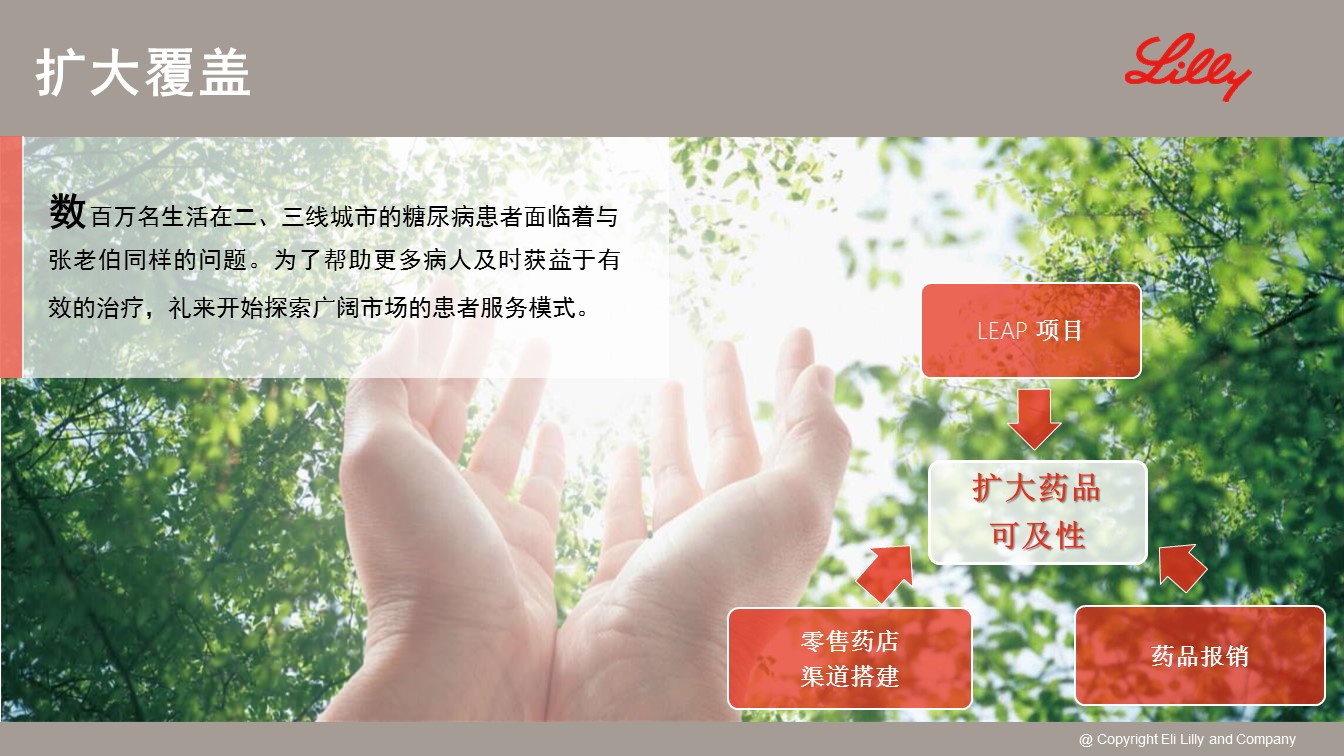 扩大覆盖
Lilly
数百万名生活在二、三线城市的糖尿病患者面临着与
张老伯同样的问题。为了帮助更多病人及时获益于有
效的治疗，礼来开始探索广阔市场的患者服务模式。
LEAP 项目
扩大药品
可及性
零售药店
渠道搭建
药品报销
@ Copyright Eli Lilly and Company